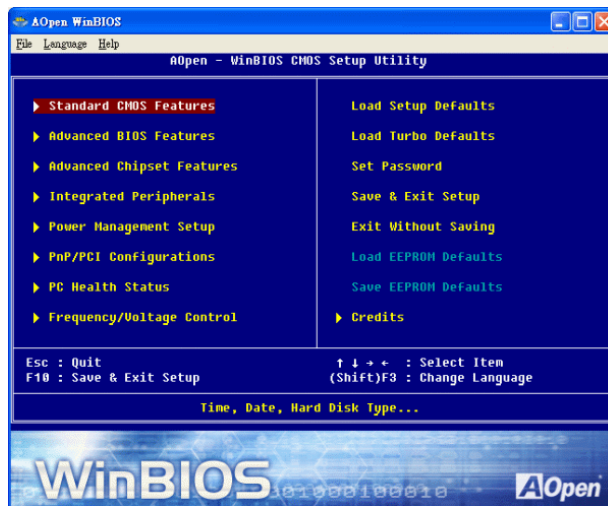 AOpen WinBIOS
File Language Help
AOpen - WinBIOS CMOS Setup Utility
Standard CMOS Features
Advanced BIOS Features
Advanced Chipset Features
Integrated Peripherals
Power Management Setup
PnP/PCI Configurations
PC Health Status
Frequency/Voltage Control
Load Setup Defaults
Load Turbo Defaults
Set Password
Save & Exit Setup
Exit Without Saving
Load EEPROM Defaults
Save EEPROM Defaults
Credits
Esc : Quit
F10 : Save & Exit Setup
↑ ↓ → ← : Select Item
(Shift)F3 : Change Language
Time, Date, Hard Disk Type...
WinBIOS
AOpen